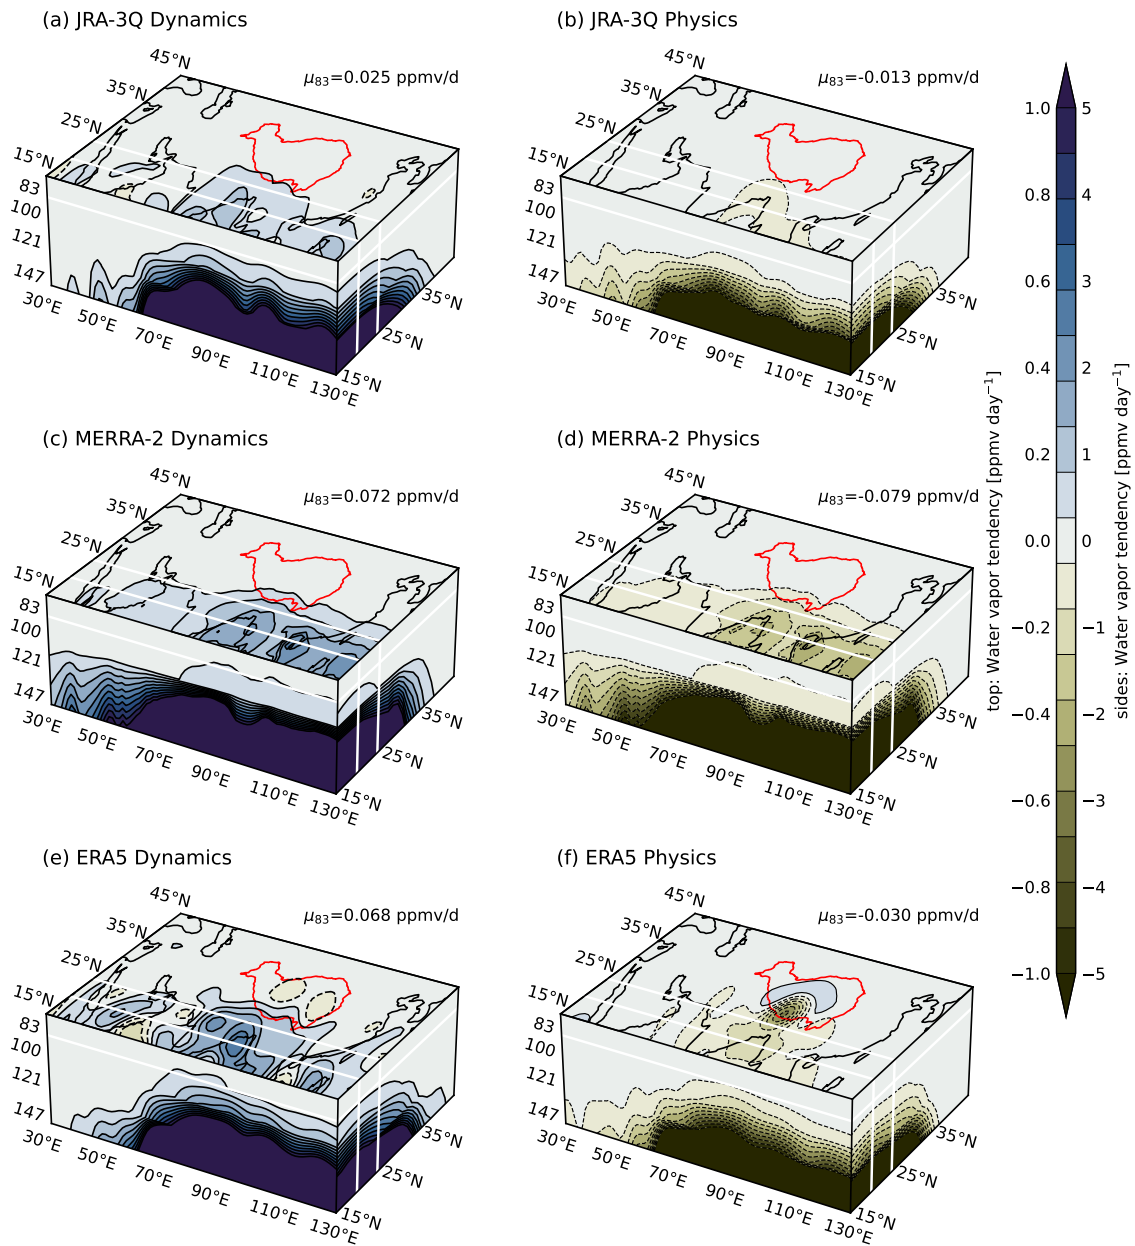 (a) JRA-3Q Dynamics
μ83=0.025 ppmv/d
45°N
35°N
25°N
15°N
83
100
121
147
30°E
50°E
70°E
90°E
110°E
130°E
15°N
25°N
35°N
(b) JRA-3Q Physics
μ83=-0.013 ppmv/d
45°N
35°N
25°N
15°N
83
100
121
147
30°E
50°E
70°E
90°E
110°E
130°E
15°N
25°N
35°N
(c) MERRA-2 Dynamics
μ83=0.072 ppmv/d
45°N
35°N
25°N
15°N
83
100
121
147
30°E
50°E
70°E
90°E
110°E
130°E
15°N
25°N
35°N
(d) MERRA-2 Physics
μ83=-0.079 ppmv/d
45°N
35°N
25°N
15°N
83
100
121
147
30°E
50°E
70°E
90°E
110°E
130°E
15°N
25°N
35°N
(e) ERA5 Dynamics
μ83=0.068 ppmv/d
45°N
35°N
25°N
15°N
83
100
121
147
30°E
50°E
70°E
90°E
110°E
130°E
15°N
25°N
35°N
(f) ERA5 Physics
μ83=-0.030 ppmv/d
45°N
35°N
25°N
15°N
83
100
121
147
30°E
50°E
70°E
90°E
110°E
130°E
15°N
25°N
35°N
top: Water vapor tendency [ppmv day−1]
1.0
0.8
0.6
0.4
0.2
0.0
−0.2
−0.4
−0.6
−0.8
−1.0
5
4
3
2
1
0
−1
−2
−3
−4
−5
sides: Water vapor tendency [ppmv day−1]